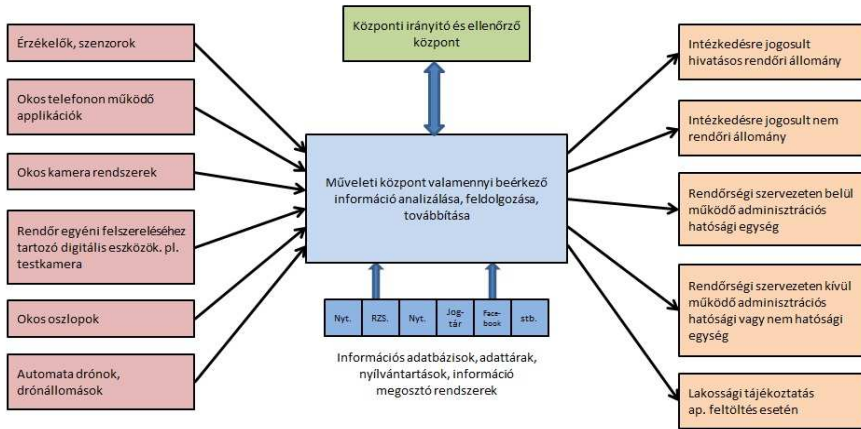 Érzékelők, szenzorok
Okos telefonon működő
applikációk
Okos kamera rendszerek
Rendőr egyéni felszereléséhez
tartozó digitális eszközök. pl.
testkamera
Okos oszlopok
Automata drónok,
drónállomások
Központi irányító és ellenőrző
központ
Műveleti központ valamennyi beérkező
információ analizálása, feldolgozása,
továbbítása
Nyt.
RZS.
Nyt.
Jog-
tár
Face-
book
stb.
Információs adatbázisok, adattárak,
nyílvántartások, információ
megosztó rendszerek
Intézkedésre jogosult
hivatásos rendőri állomány
Intézkedésre jogosult nem
rendőri állomány
Rendőrségi szervezeten belül
működő adminisztrációs
hatósági egység
Rendőrségi szervezeten kívül
működő adminisztrációs
hatósági vagy nem hatósági
egység
Lakossági tájékoztatás
ap. feltöltés esetén